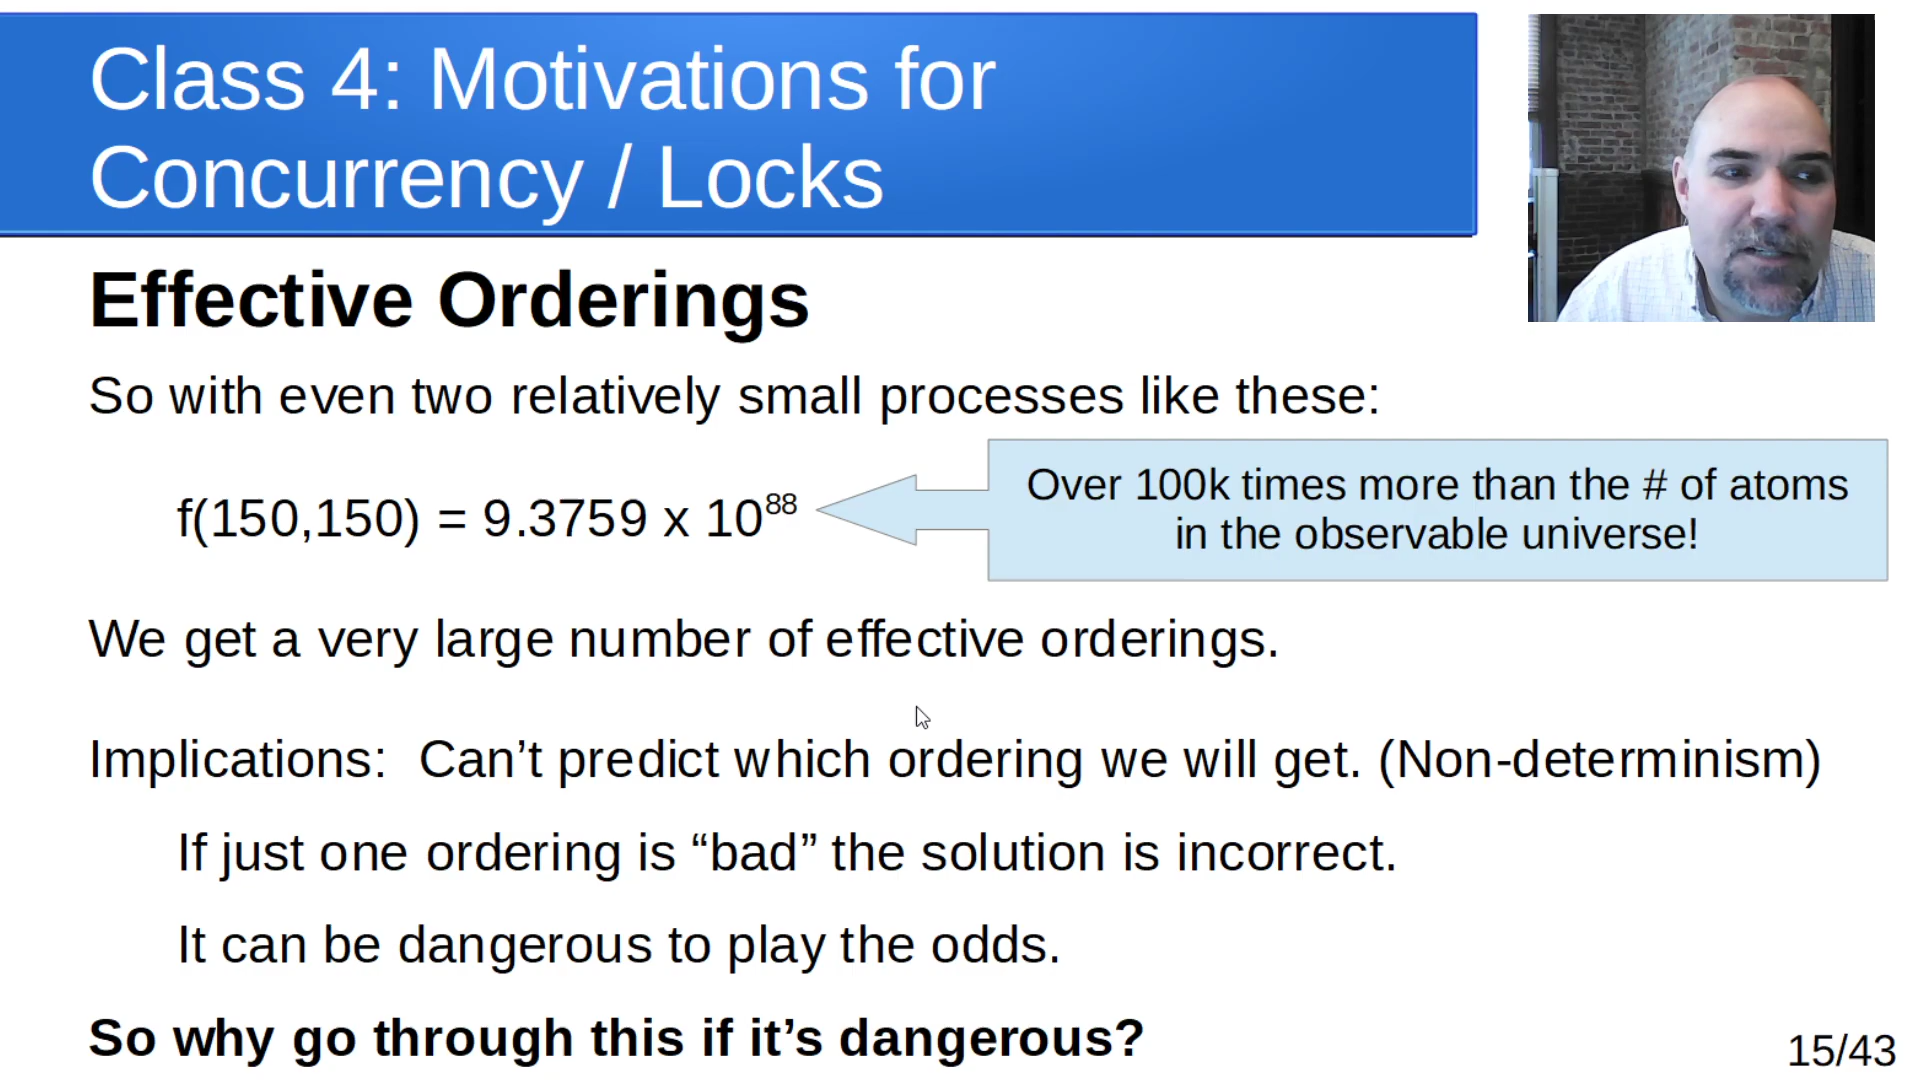 Class 4: Motivations for
Concurrency / Locks
Effective Orderings
So with even two relatively small processes like these:
f(150,150) = 9.3759 x 10⁸⁸
Over 100k times more than the # of atoms
in the observable universe!
We get a very large number of effective orderings.
Implications: Can’t predict which ordering we will get. (Non-determinism)
If just one ordering is “bad” the solution is incorrect.
It can be dangerous to play the odds.
So why go through this if it’s dangerous?
15/43